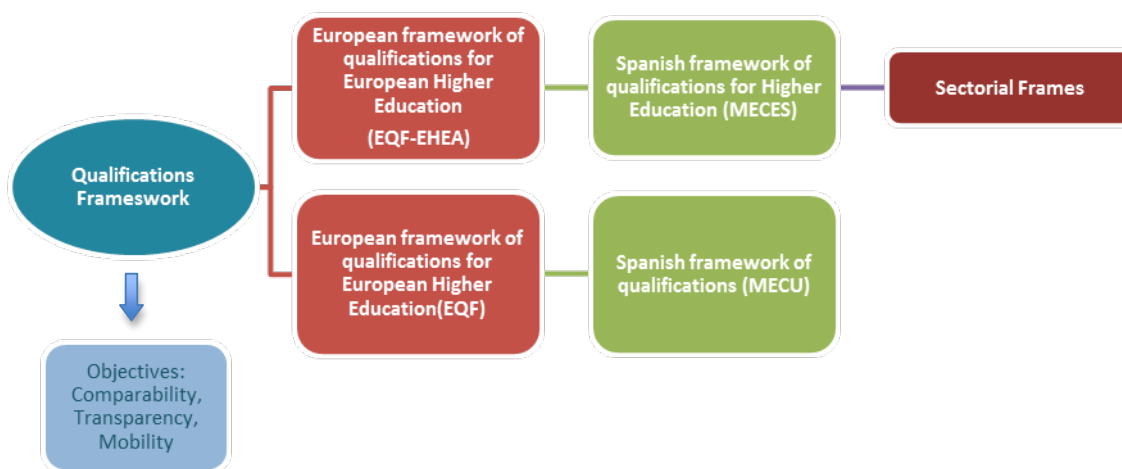 European framework of
qualifications for
European Higher
Education
(EQF-EHEA)
Spanish framework of
qualifications for Higher
Education (MECES)
Sectorial Frames
Qualifications
Frameswork
European framework of
qualifications for
European Higher
Education(EQF)
Spanish framework of
qualifications (MECU)
Objectives:
Comparability,
Transparency,
Mobility